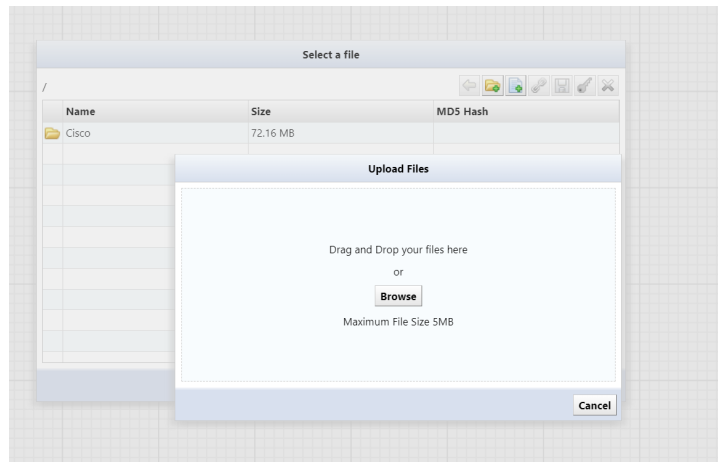 Select a file
/
Name Size MD5 Hash
Cisco 72.16 MB
Upload Files
Drag and Drop your files here
or
Browse
Maximum File Size 5MB
Cancel